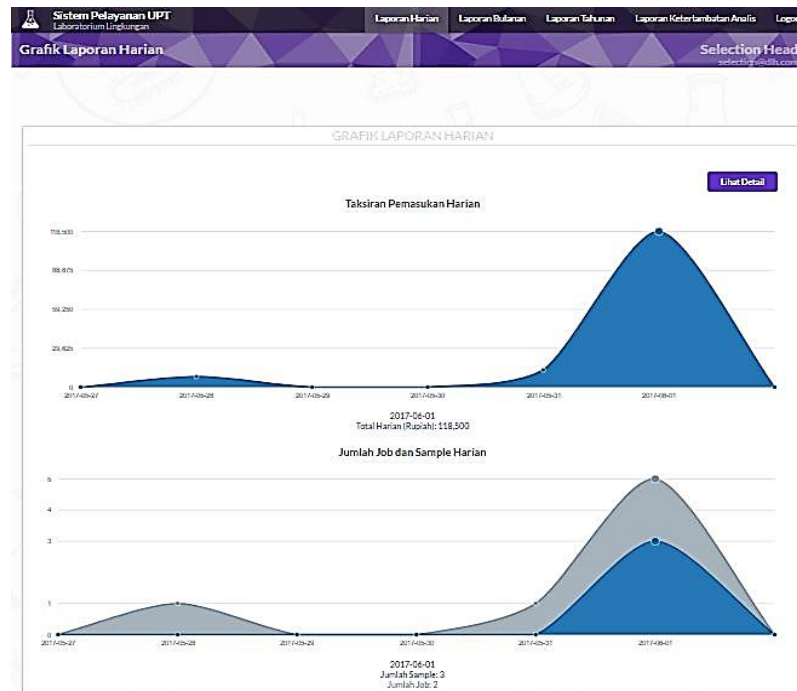 Sistem Pelayanan UPT
Laboratorium Lingkungan
Laporan Harian Laporan Bulanan Laporan Tahunan Laporan Keterlambatan Analis Logou
Grafik Laporan Harian
Selection Head
selection@dlh.com
GRAFIK LAPORAN HARIAN
Lihat Detail
Taksiran Pemasukan Harian
118,500
88,875
59,250
29,625
0
2017-05-27 2017-05-28 2017-05-29 2017-05-30 2017-05-31 2017-06-01
2017-06-01
Total Harian (Rupiah): 118,500
Jumlah Job dan Sample Harian
5
4
3
1
0
2017-05-27 2017-05-28 2017-05-29 2017-05-30 2017-05-31 2017-06-01
2017-06-01
Jumlah Sample: 3
Jumlah Job: 2